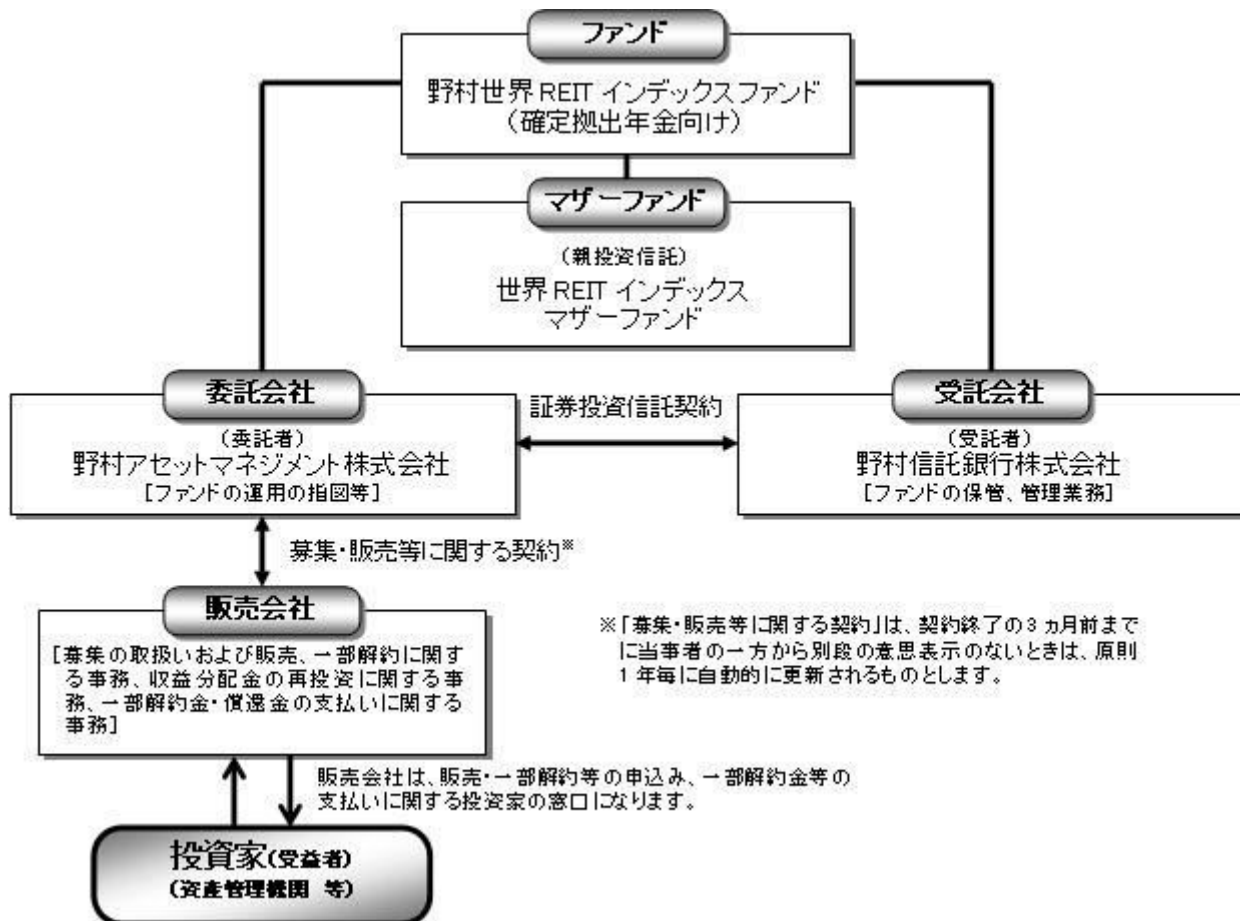 ファンド
野村世界 REIT インデックスファンド
（確定拠出年金向け）
マザーファンド
（親投資信託）
世界 REIT インデックス
マザーファンド
委託会社
（委託者）
野村アセットマネジメント株式会社
[ファンドの運用の指図等]
証券投資信託契約
受託会社
（受託者）
野村信託銀行株式会社
[ファンドの保管、管理業務]
募集・販売等に関する契約※
販売会社
[募集の取扱いおよび販売、一部解約に関す
る事務、収益分配金の再投資に関する事
務、一部解約金・償還金の支払いに関する
事務]
※「募集・販売等に関する契約」は、契約終了の3ヵ月前まで
に当事者の一方から別段の意思表示のないときは、原則
1年毎に自動的に更新されるものとします。
販売会社は、販売・一部解約等の申込み、一部解約金等の
支払いに関する投資家の窓口になります。
投資家(受益者)
(資産管理機関 等)